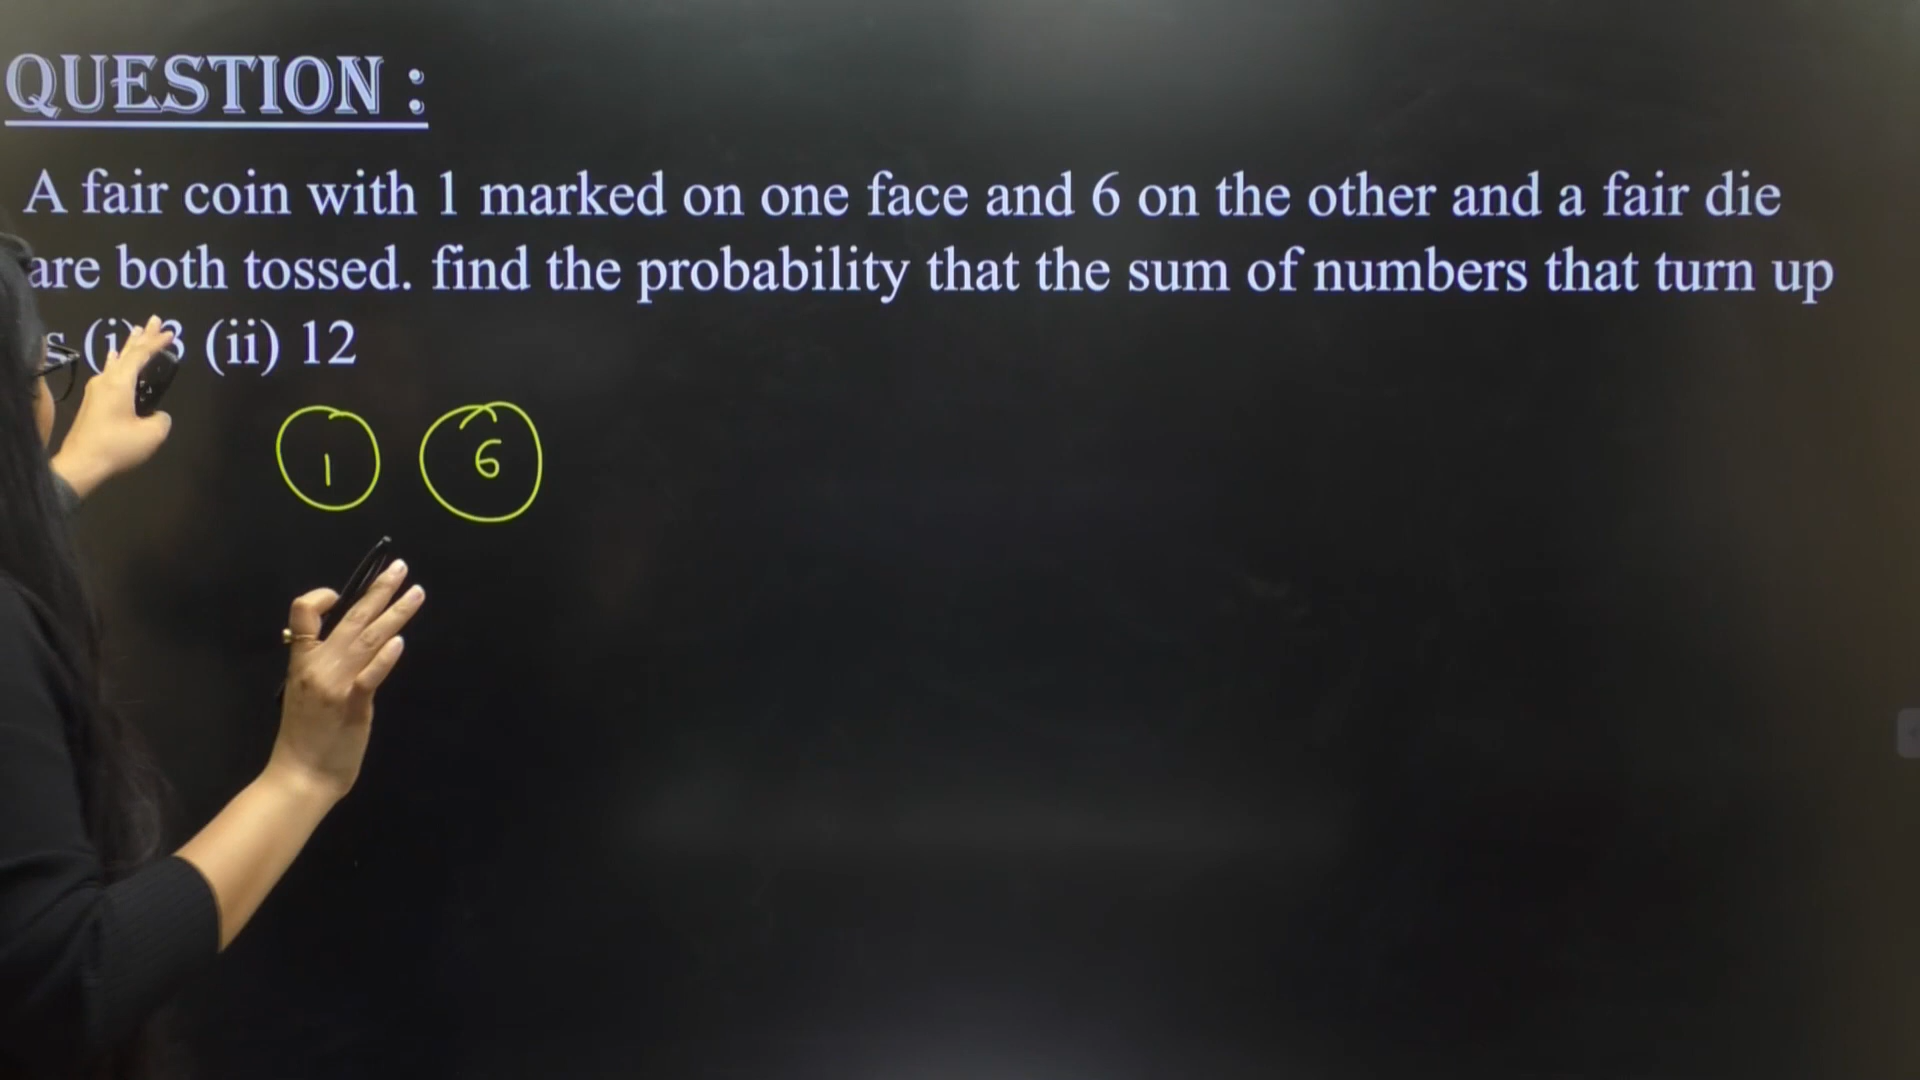 QUESTION :
A fair coin with 1 marked on one face and 6 on the other and a fair die
are both tossed. find the probability that the sum of numbers that turn up
(ii) 12
1 6